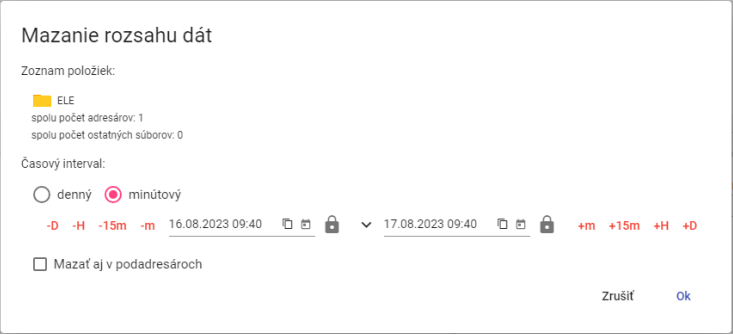 Mazanie rozsahu dát
Zoznam položiek:
ELE
spolu počet adresárov: 1
spolu počet ostatných súborov: 0
Časový interval:
denný minútový
-D -H -15m -m 16.08.2023 09:40 17.08.2023 09:40 +m +15m +H +D
Mazať aj v podadresároch
Zrušiť Ok